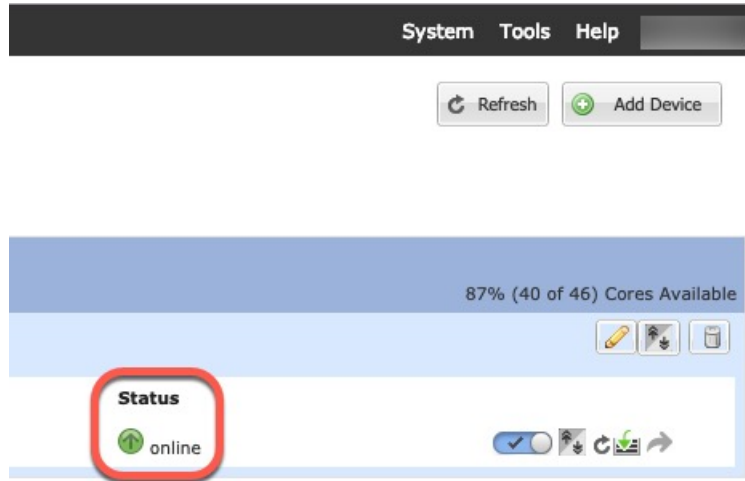 System Tools Help
Refresh Add Device
87% (40 of 46) Cores Available
Status
online